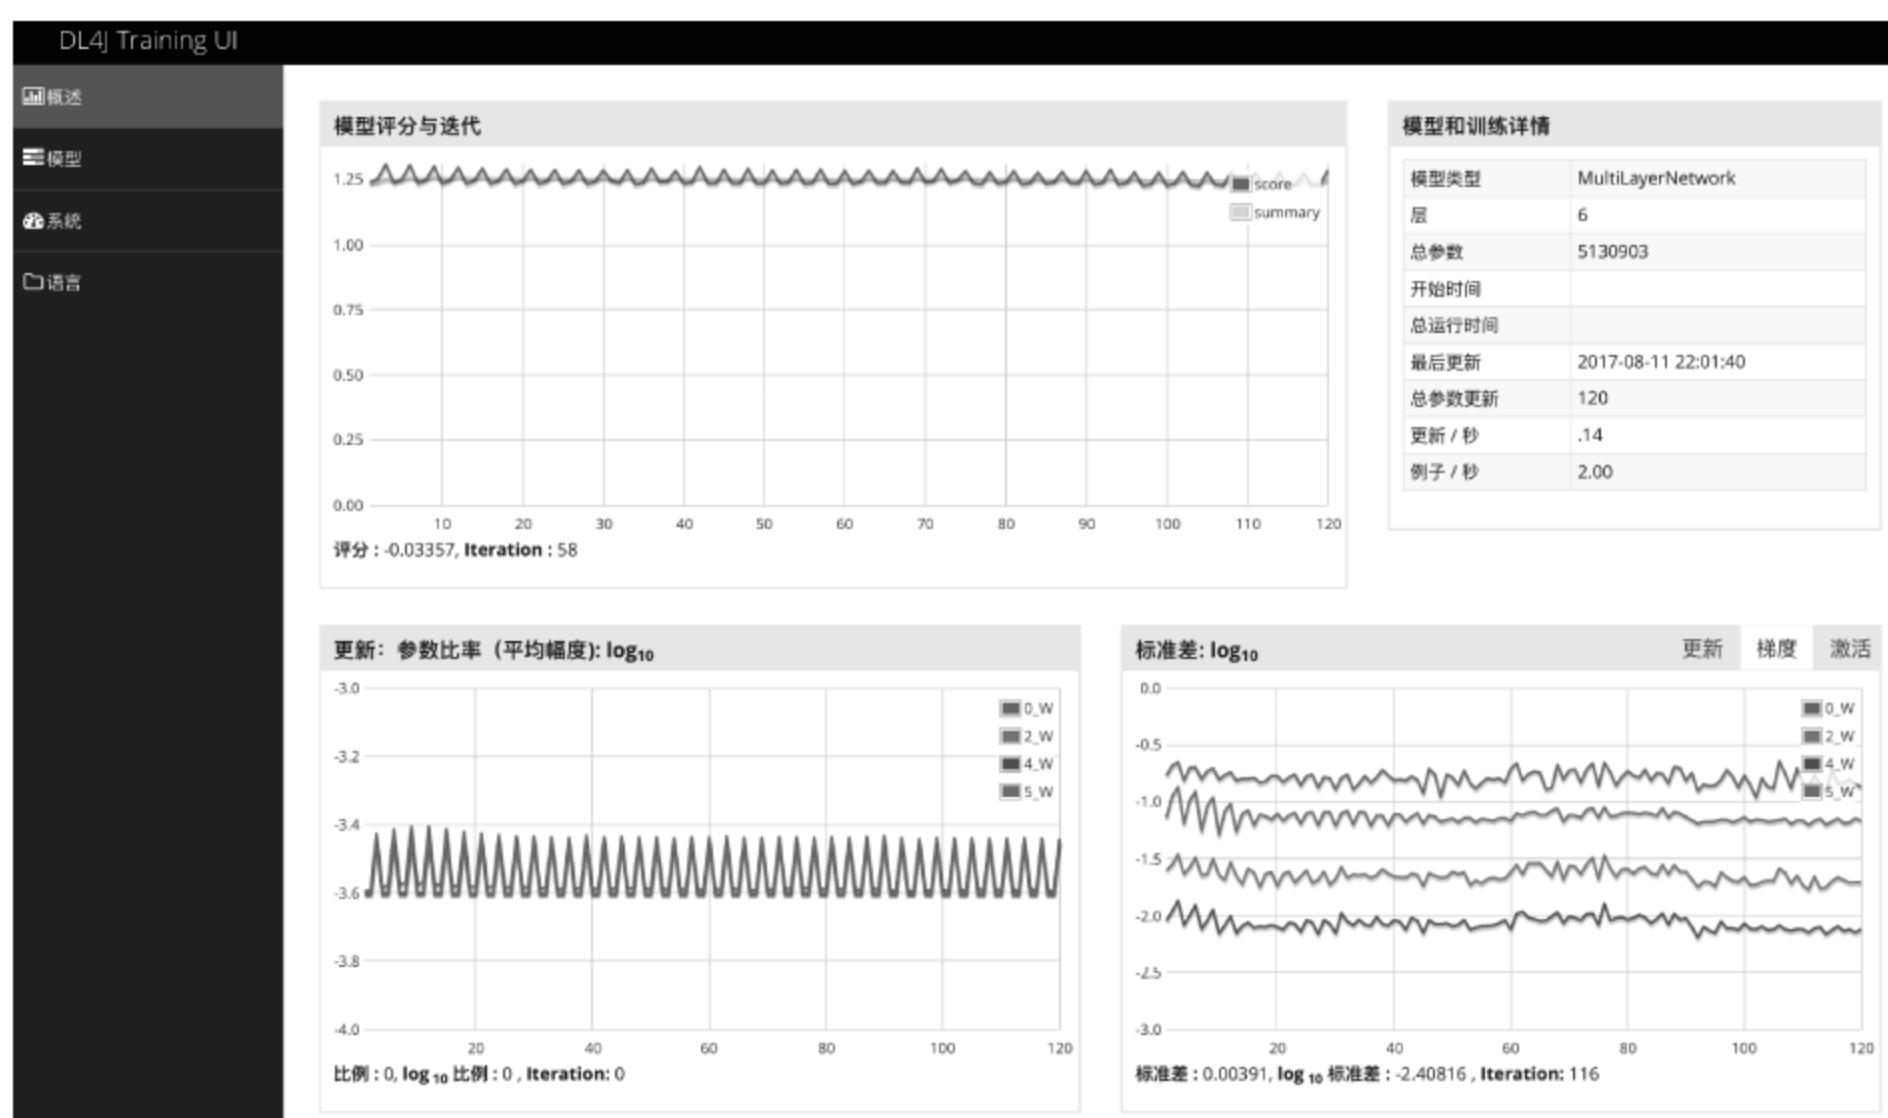 DL4J Training UI
概述
模型
系统
语言
模型评分与迭代
1.25
1.00
0.75
0.50
0.25
0.00
10 20 30 40 50 60 70 80 90 100 110 120
score
summary
评分 : -0.03357, Iteration : 58
模型和训练详情
模型类型 MultiLayerNetwork
层 6
总参数 5130903
开始时间
总运行时间
最后更新 2017-08-11 22:01:40
总参数更新 120
更新 / 秒 .14
例子 / 秒 2.00
更新：参数比率（平均幅度): log10
-3.0
-3.2
-3.4
-3.6
-3.8
-4.0
20 40 60 80 100 120
0_W
2_W
4_W
5_W
比例 : 0, log 10 比例 : 0 , Iteration: 0
标准差: log10 更新 梯度 激活
0.0
-0.5
-1.0
-1.5
-2.0
-2.5
-3.0
20 40 60 80 100 120
0_W
2_W
4_W
5_W
标准差 : 0.00391, log 10 标准差 : -2.40816 , Iteration: 116